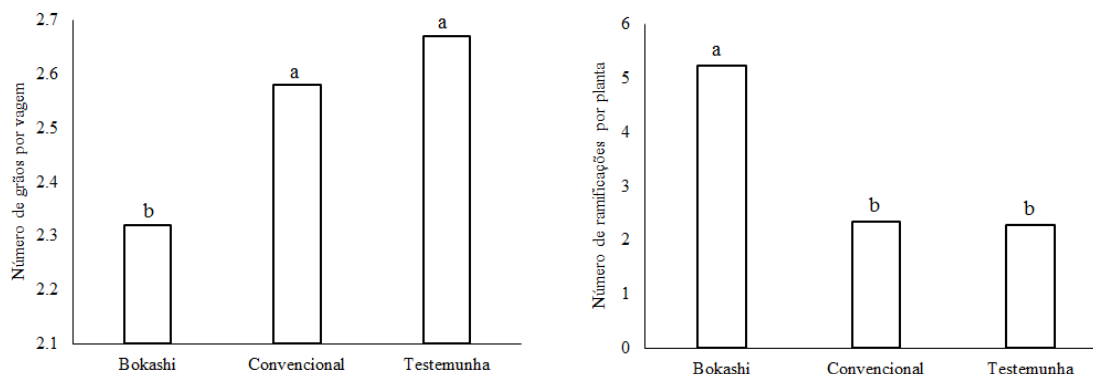 Número de grãos por vagem
2.7
2.6
2.5
2.4
2.3
2.2
2.1
b
a
a
Bokashi Convencional Testemunha
Número de ramificações por planta
6
5
4
3
2
1
0
a
b
b
Bokashi Convencional Testemunha